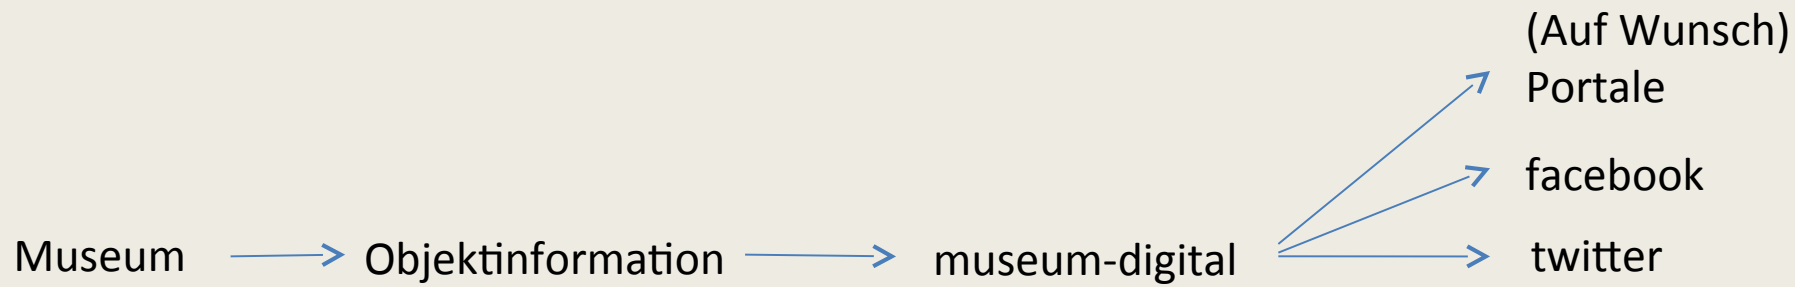 (Auf Wunsch)
Portale
facebook
Museum
Objektinformation
museum-digital
twitter